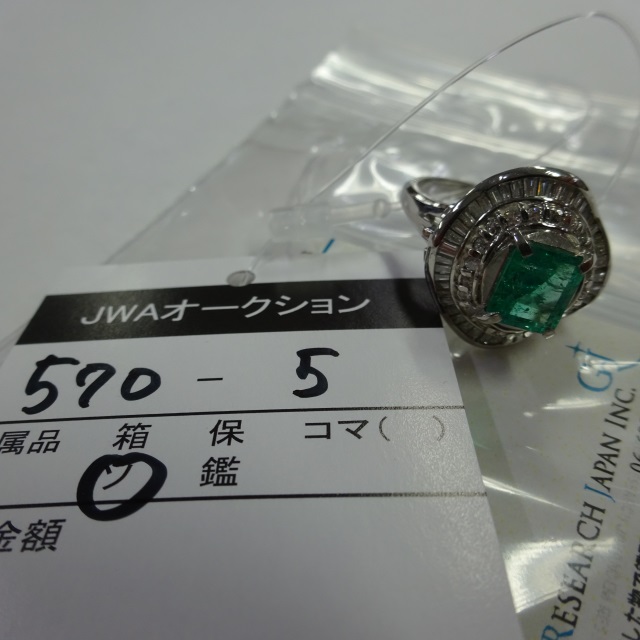 JWAオークション
570 - 5
属品 箱 保 コマ( )
ソ 鑑
金額
RESEARCH JAPAN INC.